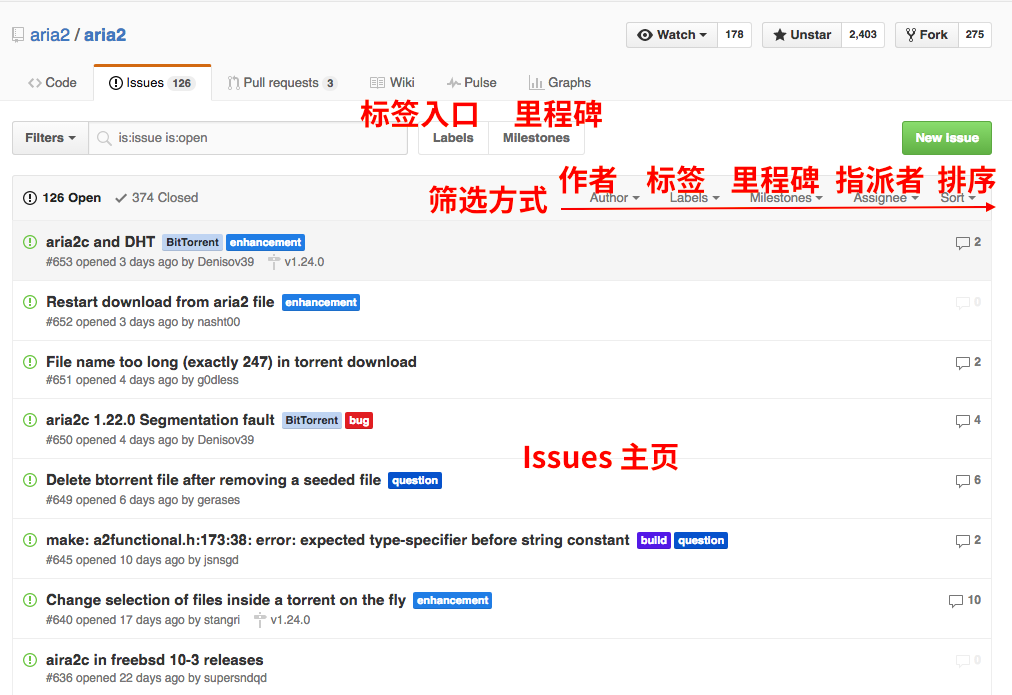 aria2 / aria2
Watch 178 Unstar 2,403 Fork 275
Code Issues 126 Pull requests 3 Wiki Pulse Graphs
标签入口 里程碑
Filters is:issue is:open Labels Milestones New Issue
筛选方式 作者 标签 里程碑 指派者 排序
126 Open 374 Closed Author Labels Milestones Assignee Sort
aria2c and DHT BitTorrent enhancement 2
#653 opened 3 days ago by Denisov39 v1.24.0
Restart download from aria2 file enhancement 0
#652 opened 3 days ago by nasht00
File name too long (exactly 247) in torrent download 2
#651 opened 4 days ago by g0dless
aria2c 1.22.0 Segmentation fault BitTorrent bug 4
#650 opened 4 days ago by Denisov39
Issues 主页
Delete btorrent file after removing a seeded file question 6
#649 opened 6 days ago by gerases
make: a2functional.h:173:38: error: expected type-specifier before string constant build question 2
#645 opened 10 days ago by jsnsgd
Change selection of files inside a torrent on the fly enhancement 10
#640 opened 17 days ago by stangri v1.24.0
aira2c in freebsd 10-3 releases 0
#636 opened 22 days ago by supersndqd